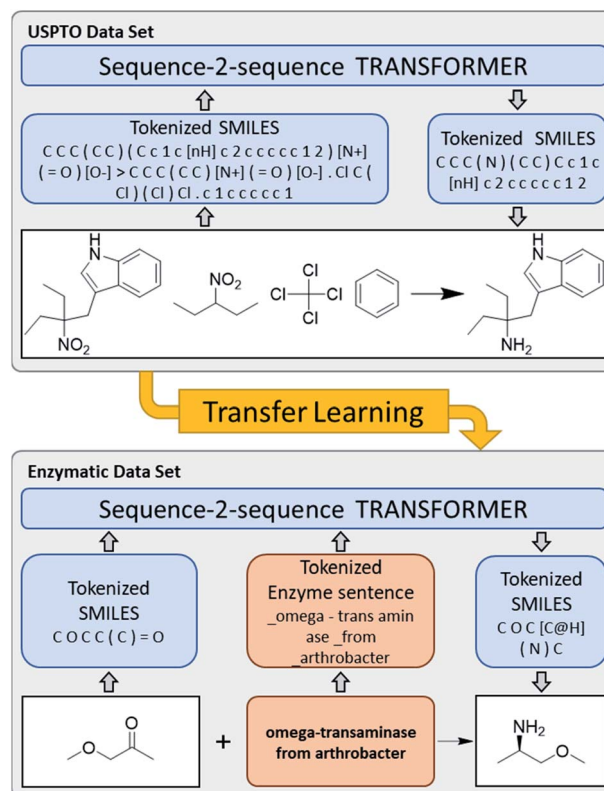 USPTO Data Set
Sequence-2-sequence TRANSFORMER
Tokenized SMILES
C C C ( C C ) ( C c 1 c [nH] c 2 c c c c c 1 2 ) [N+]
( = O ) [O-] > C C C ( C C ) [N+] ( = O ) [O-] . Cl C (
Cl ) ( Cl ) Cl . c 1 c c c c c 1
Tokenized SMILES
C C C ( N ) ( C C ) C c 1 c
[nH] c 2 c c c c c 1 2
H
N
NO2
NO2
Cl
Cl Cl
Cl
H
N
NH2
Transfer Learning
Enzymatic Data Set
Sequence-2-sequence TRANSFORMER
Tokenized
SMILES
C O C C ( C ) = O
Tokenized
Enzyme sentence
_omega - trans amin
ase _from
_arthrobacter
Tokenized
SMILES
C O C [C@H]
( N ) C
O
O
+
omega-transaminase
from arthrobacter
NH2
O